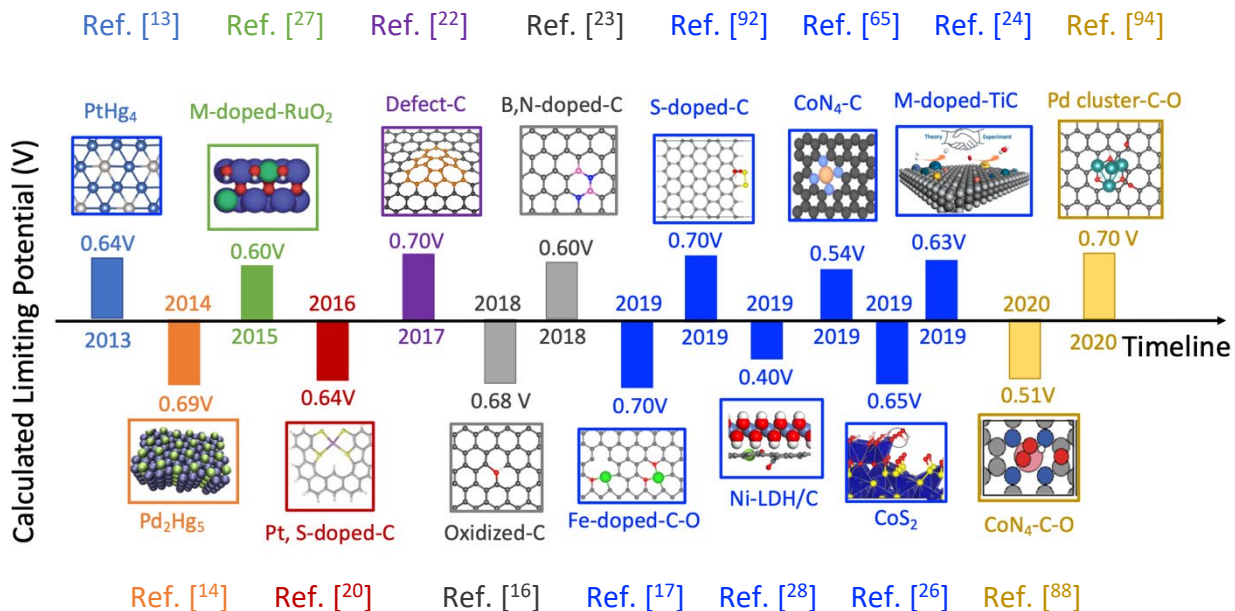 Ref. [13] Ref. [27] Ref. [22] Ref. [23] Ref. [92] Ref. [65] Ref. [24] Ref. [94]
Calculated Limiting Potential (V)
PtHg₄ M-doped-RuO₂ Defect-C B,N-doped-C S-doped-C CoN₄-C M-doped-TiC Pd cluster-C-O
Theory Experiment
0.64V 0.60V 0.70V 0.60V 0.70V 0.54V 0.63V 0.70 V
2014 2016 2018 2019 2019 2019 2020
2013 2015 2017 2018 2019 2019 2019 2020 Timeline
0.69V 0.64V 0.68 V 0.70V 0.40V 0.65V 0.51V
Pd₂Hg₅ Pt, S-doped-C Oxidized-C Fe-doped-C-O Ni-LDH/C CoS₂ CoN₄-C-O
Ref. [14] Ref. [20] Ref. [16] Ref. [17] Ref. [28] Ref. [26] Ref. [88]